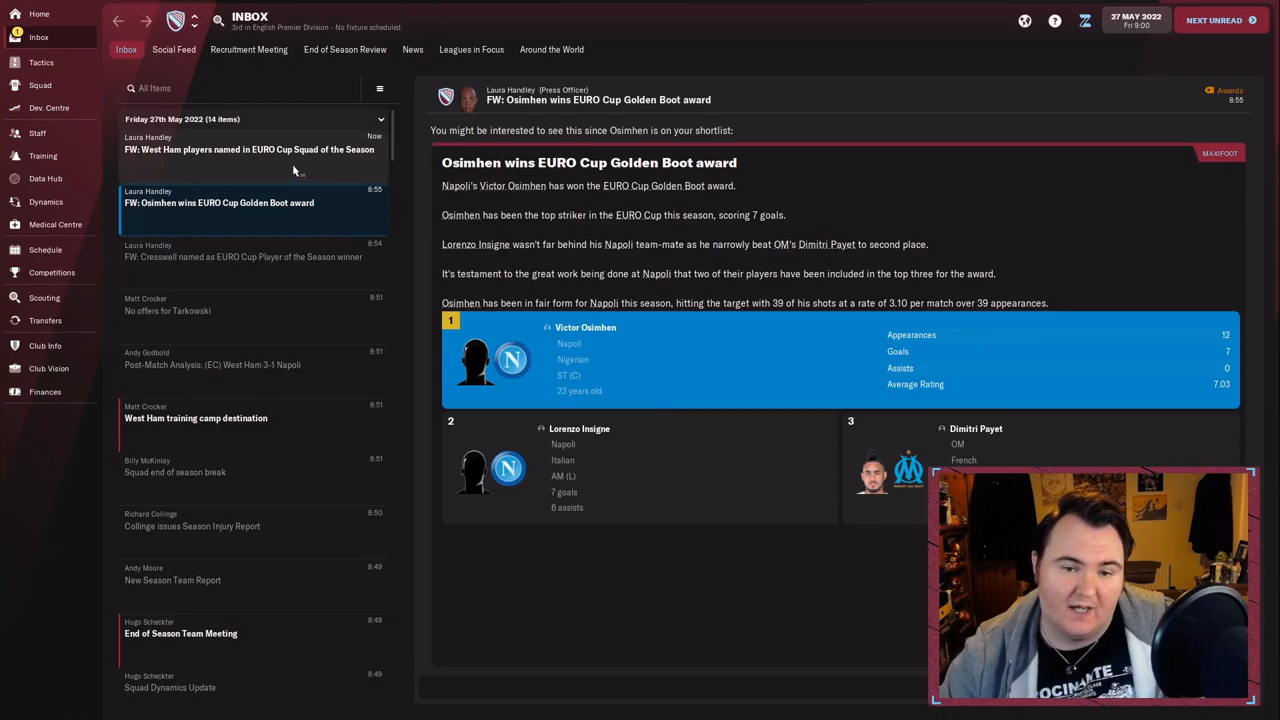 Home
1
Inbox
Tactics
Squad
Dev. Centre
Staff
Training
Data Hub
Dynamics
Medical Centre
Schedule
Competitions
Scouting
Transfers
Club Info
Club Vision
Finances
INBOX
3rd in English Premier Division - No fixture scheduled.
27 MAY 2022
Fri 9:00
NEXT UNREAD
Inbox
Social Feed
Recruitment Meeting
End of Season Review
News
Leagues in Focus
Around the World
All Items
Friday 27th May 2022 (14 items)
Laura Handley
Now
FW: West Ham players named in EURO Cup Squad of the Season
Laura Handley
8:55
FW: Osimhen wins EURO Cup Golden Boot award
Laura Handley
8:54
FW: Cresswell named as EURO Cup Player of the Season winner
Matt Crocker
8:51
No offers for Tarkowski
Andy Godbold
8:51
Post-Match Analysis: (EC) West Ham 3-1 Napoli
Matt Crocker
8:51
West Ham training camp destination
Billy McKinlay
8:51
Squad end of season break
Richard Collinge
8:50
Collinge issues Season Injury Report
Andy Moore
8:49
New Season Team Report
Hugo Scheckter
8:49
End of Season Team Meeting
Hugo Scheckter
8:49
Squad Dynamics Update
Laura Handley (Press Officer)
FW: Osimhen wins EURO Cup Golden Boot award
Awards
8:55
You might be interested to see this since Osimhen is on your shortlist:
MAXIFOOT
Osimhen wins EURO Cup Golden Boot award
Napoli's Victor Osimhen has won the EURO Cup Golden Boot award.
Osimhen has been the top striker in the EURO Cup this season, scoring 7 goals.
Lorenzo Insigne wasn't far behind his Napoli team-mate as he narrowly beat OM's Dimitri Payet to second place.
It's testament to the great work being done at Napoli that two of their players have been included in the top three for the award.
Osimhen has been in fair form for Napoli this season, hitting the target with 39 of his shots at a rate of 3.10 per match over 39 appearances.
1
Victor Osimhen
Napoli
Nigerian
ST (C)
23 years old
N
Appearances 12
Goals 7
Assists 0
Average Rating 7.03
2
Lorenzo Insigne
Napoli
Italian
AM (L)
7 goals
6 assists
N
3
Dimitri Payet
OM
French